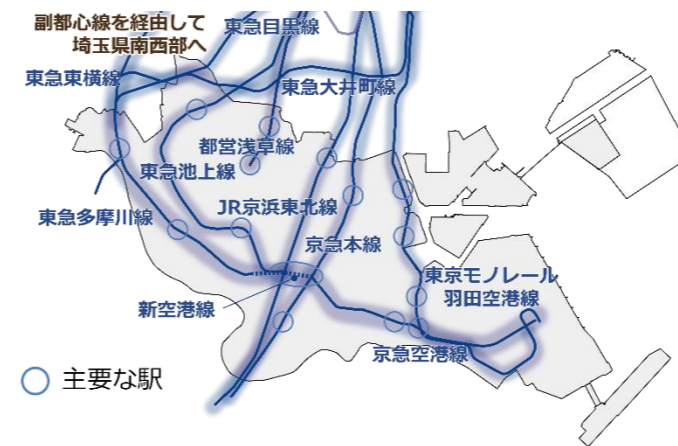 副都心線を経由して
埼玉県南西部へ
東急目黒線
東急東横線
東急大井町線
都営浅草線
東急池上線
JR京浜東北線
東急多摩川線
京急本線
東京モノレール
羽田空港線
新空港線
京急空港線
主要な駅